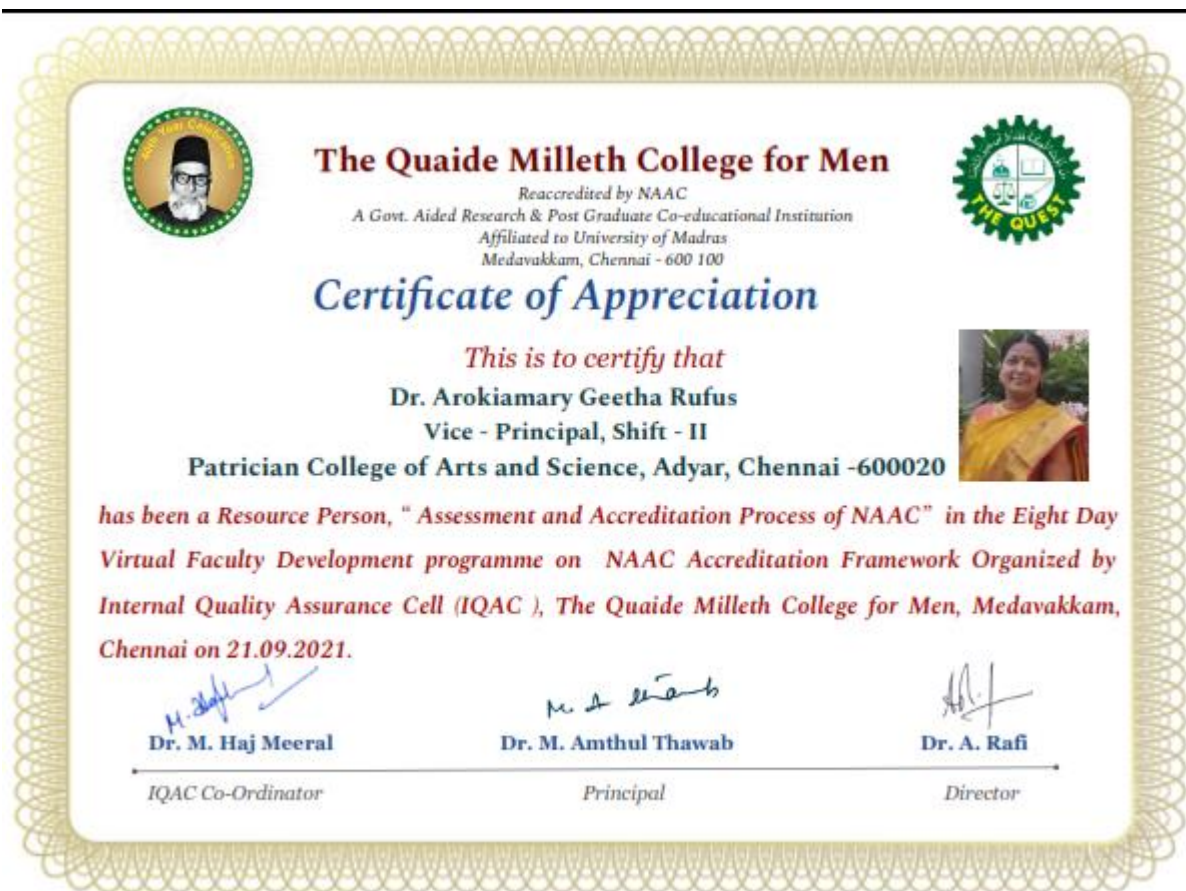 40th Year Celebration
The Quaide Milleth College for Men
Reaccredited by NAAC
A Govt. Aided Research & Post Graduate Co-educational Institution
Affiliated to University of Madras
Medavakkam, Chennai - 600 100
THE QUEST
Certificate of Appreciation
This is to certify that
Dr. Arokiamary Geetha Rufus
Vice - Principal, Shift - II
Patrician College of Arts and Science, Adyar, Chennai -600020
has been a Resource Person, “ Assessment and Accreditation Process of NAAC” in the Eight Day
Virtual Faculty Development programme on NAAC Accreditation Framework Organized by
Internal Quality Assurance Cell (IQAC ), The Quaide Milleth College for Men, Medavakkam,
Chennai on 21.09.2021.
Dr. M. Haj Meeral Dr. M. Amthul Thawab Dr. A. Rafi
IQAC Co-Ordinator Principal Director